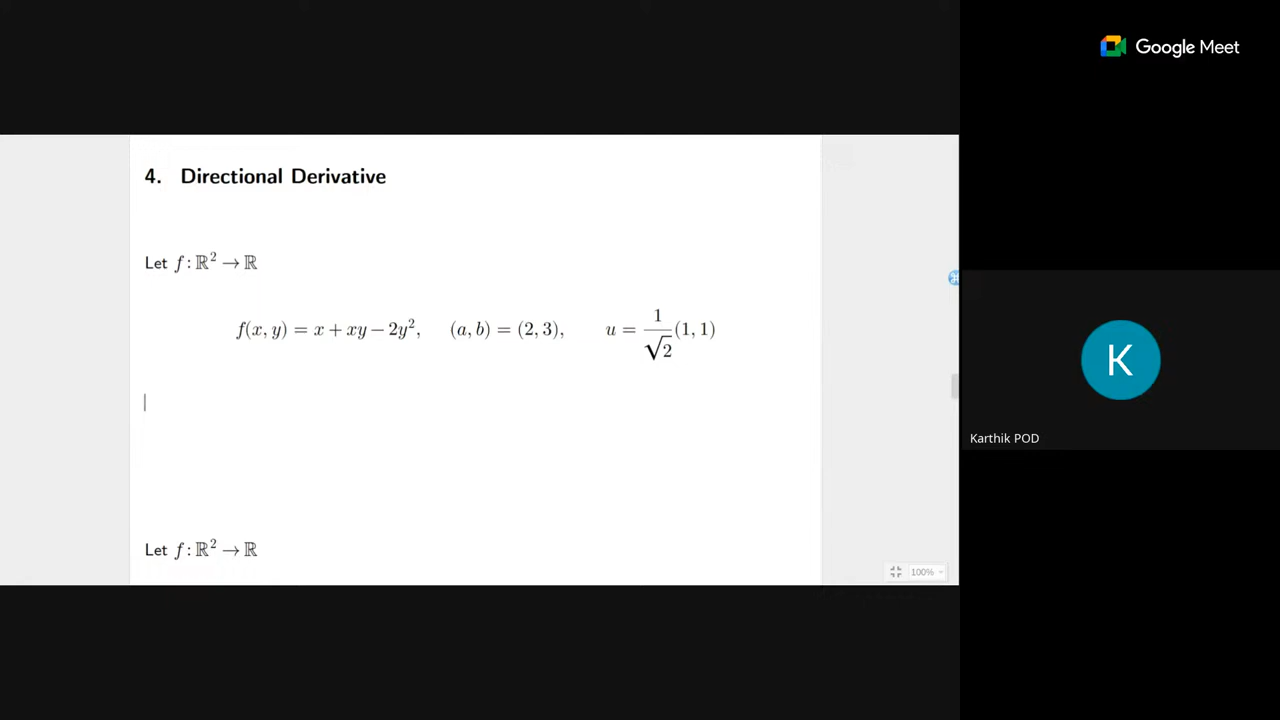 Google Meet
4. Directional Derivative
Let f : ℝ² → ℝ
f(x, y) = x + xy − 2y², (a, b) = (2, 3), u = 1/√2 (1, 1)
Let f : ℝ² → ℝ
100%
K
Karthik POD